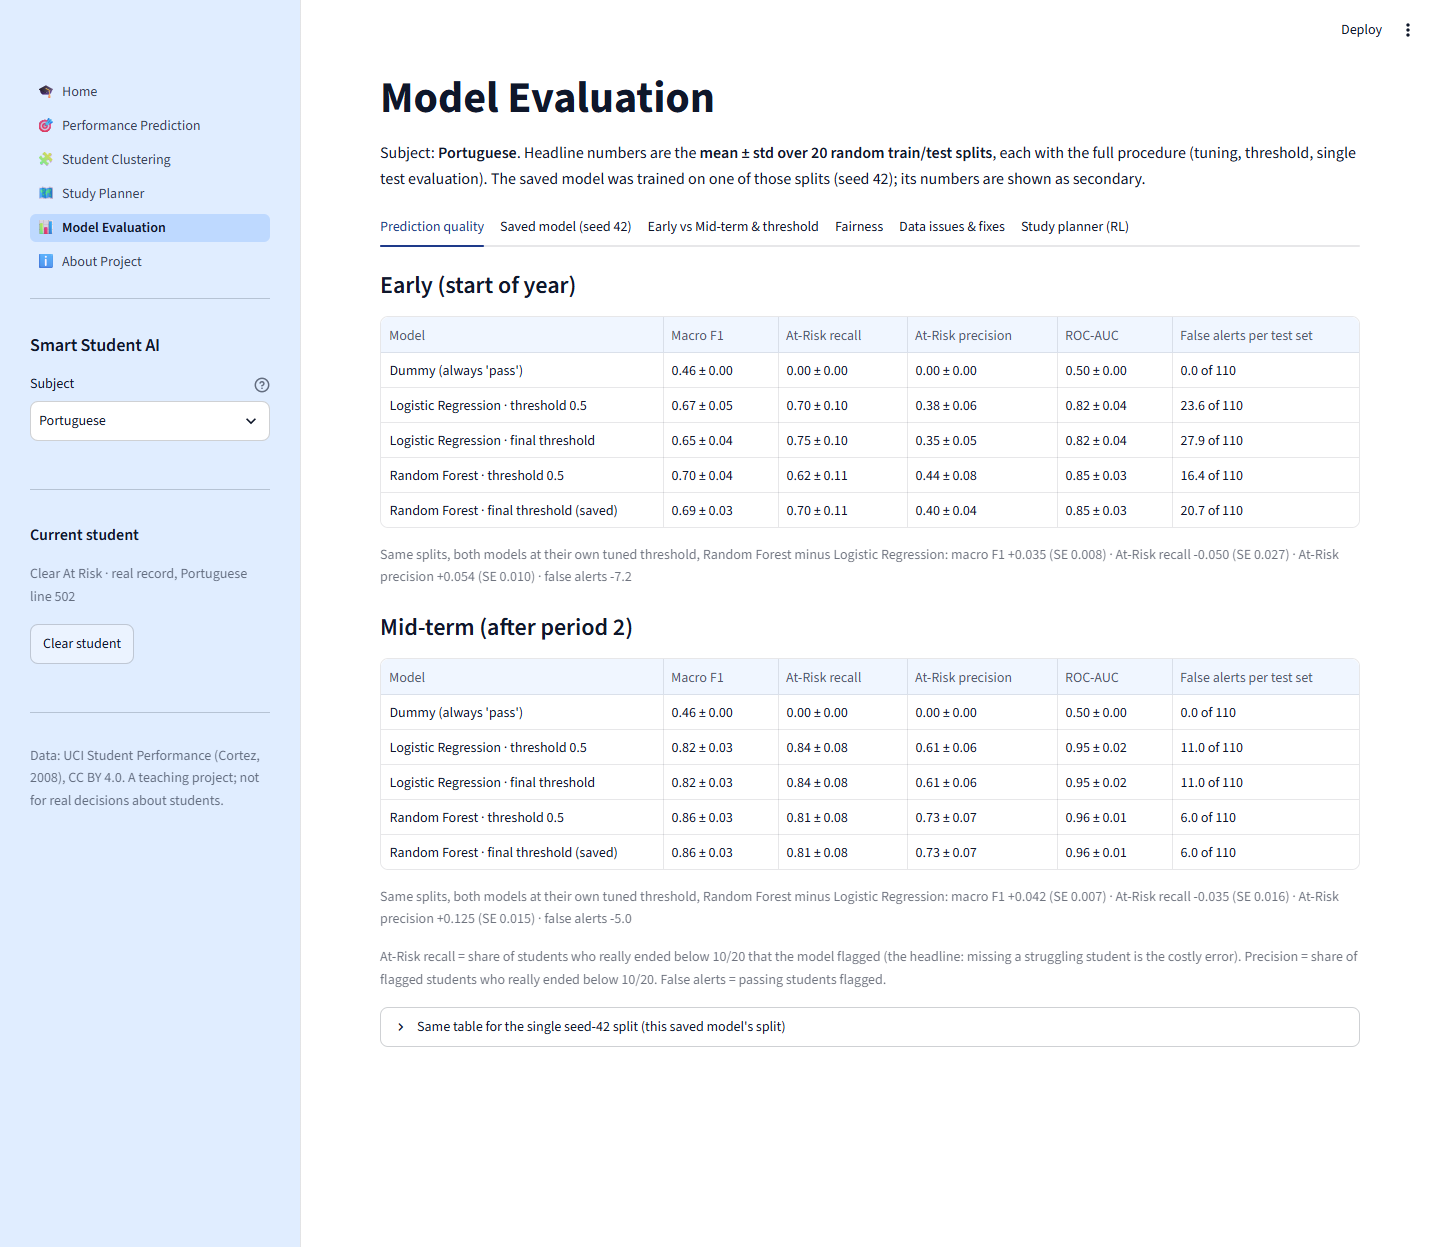 Deploy
Home
Performance Prediction
Student Clustering
Study Planner
Model Evaluation
About Project
Smart Student AI
Subject
Portuguese
Current student
Clear At Risk · real record, Portuguese
line 502
Clear student
Data: UCI Student Performance (Cortez,
2008), CC BY 4.0. A teaching project; not
for real decisions about students.
Model Evaluation
Subject: Portuguese. Headline numbers are the mean ± std over 20 random train/test splits, each with the full procedure (tuning, threshold, single
test evaluation). The saved model was trained on one of those splits (seed 42); its numbers are shown as secondary.
Prediction quality Saved model (seed 42) Early vs Mid-term & threshold Fairness Data issues & fixes Study planner (RL)
Early (start of year)
Model Macro F1 At-Risk recall At-Risk precision ROC-AUC False alerts per test set
Dummy (always 'pass') 0.46 ± 0.00 0.00 ± 0.00 0.00 ± 0.00 0.50 ± 0.00 0.0 of 110
Logistic Regression · threshold 0.5 0.67 ± 0.05 0.70 ± 0.10 0.38 ± 0.06 0.82 ± 0.04 23.6 of 110
Logistic Regression · final threshold 0.65 ± 0.04 0.75 ± 0.10 0.35 ± 0.05 0.82 ± 0.04 27.9 of 110
Random Forest · threshold 0.5 0.70 ± 0.04 0.62 ± 0.11 0.44 ± 0.08 0.85 ± 0.03 16.4 of 110
Random Forest · final threshold (saved) 0.69 ± 0.03 0.70 ± 0.11 0.40 ± 0.04 0.85 ± 0.03 20.7 of 110
Same splits, both models at their own tuned threshold, Random Forest minus Logistic Regression: macro F1 +0.035 (SE 0.008) · At-Risk recall -0.050 (SE 0.027) · At-Risk
precision +0.054 (SE 0.010) · false alerts -7.2
Mid-term (after period 2)
Model Macro F1 At-Risk recall At-Risk precision ROC-AUC False alerts per test set
Dummy (always 'pass') 0.46 ± 0.00 0.00 ± 0.00 0.00 ± 0.00 0.50 ± 0.00 0.0 of 110
Logistic Regression · threshold 0.5 0.82 ± 0.03 0.84 ± 0.08 0.61 ± 0.06 0.95 ± 0.02 11.0 of 110
Logistic Regression · final threshold 0.82 ± 0.03 0.84 ± 0.08 0.61 ± 0.06 0.95 ± 0.02 11.0 of 110
Random Forest · threshold 0.5 0.86 ± 0.03 0.81 ± 0.08 0.73 ± 0.07 0.96 ± 0.01 6.0 of 110
Random Forest · final threshold (saved) 0.86 ± 0.03 0.81 ± 0.08 0.73 ± 0.07 0.96 ± 0.01 6.0 of 110
Same splits, both models at their own tuned threshold, Random Forest minus Logistic Regression: macro F1 +0.042 (SE 0.007) · At-Risk recall -0.035 (SE 0.016) · At-Risk
precision +0.125 (SE 0.015) · false alerts -5.0
At-Risk recall = share of students who really ended below 10/20 that the model flagged (the headline: missing a struggling student is the costly error). Precision = share of
flagged students who really ended below 10/20. False alerts = passing students flagged.
Same table for the single seed-42 split (this saved model's split)